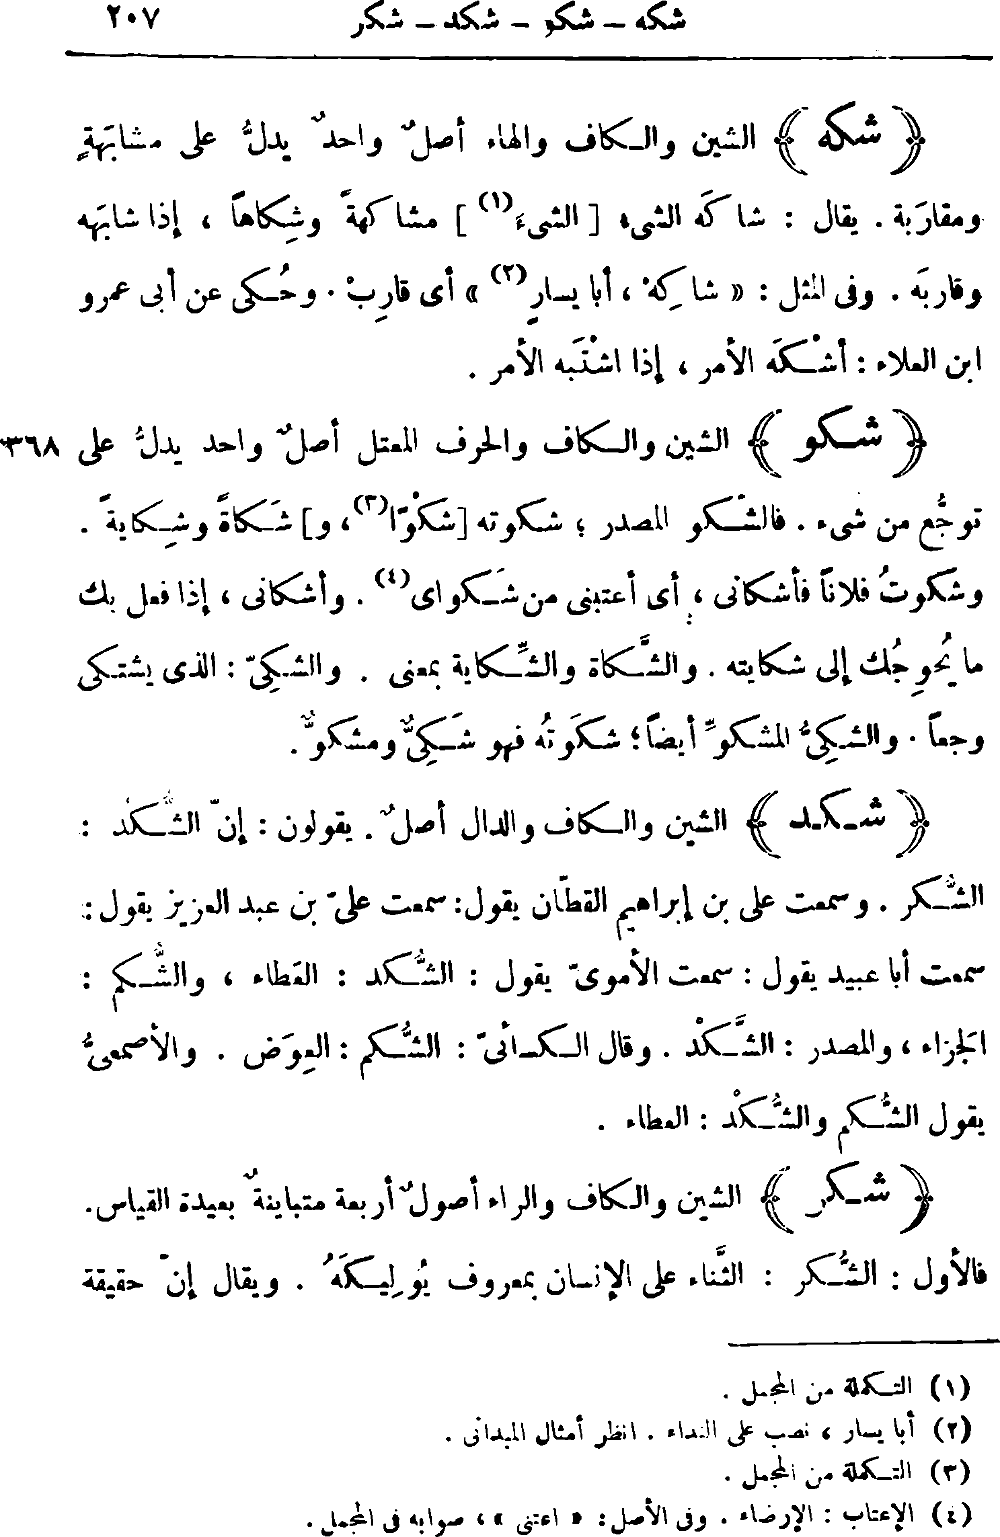 شكه – شكو – شكد – شكر ٢٠٧
﴿ شكه ﴾ الشين والكاف والهاء أصلٌ واحدٌ يدلُّ على مشابَهةٍ
ومقارَبة . يقال : شاكَه الشىء [ الشىءَ(١) ] مشاكهةً وشِكاهاً ، إذا شابَهه
وقاربَه . وفى المثل : « شاكِهْ ، أبا يسارٍ(٢) » أى قارِبْ . وحُكى عن أبى عمرو
ابن العلاء : أشْكَهَ الأمر ، إذا اشْتَبه الأمر .
﴿ شكو ﴾ الشين والكاف والحرف المعتل أصلٌ واحد يدلُّ على ٣٦٨
توجُّع من شىء . فالشَّكو المصدر ؛ شكوته [شكْوًا(٣)، و] شَكاةً وشِكايةً .
وشكوتُ فلاناً فأشكانى ، أى أعتبنى من شَكواى(٤) . وأشكانى ، إذا فعل بك
ما يُحوِجُك إلى شكايته . والشَّكاة والشِّكاية بمعنى . والشكِىّ : الذى يشتكى
وجعاً . والشكِىُّ المشكوِّ أيضاً؛ شكَوتُه فهو شَكِىٌّ ومشكوٌّ .
﴿ شكد ﴾ الشين والكاف والدال أصلٌ . يقولون : إنّ الشُّكْد :
الشُّكر . وسمعت على بن إبراهيم القطّان يقول: سمعت علىّ بن عبد العزيز يقول:
سمعت أبا عبيد يقول : سمعت الأموىّ يقول : الشُّكد : العَطاء ، والشُّكم :
الجزاء ، والمصدر : الشَّكْد . وقال الكسائىّ : الشُّكم : العِوَض . والأصمعىُّ
يقول الشُّكم والشُّكْد : العطاء .
﴿ شكر ﴾ الشين والكاف والراء أصولٌ أربعة متباينةٌ بعيدة القياس.
فالأول : الشُّكر : الثَّناء على الإنسان بمعروف يُولِيكَهُ . ويقال إنّ حقيقة
(١) التكملة من المجمل .
(٢) أبا يسار ، نصب على النداء . انظر أمثال الميدانى .
(٣) التكملة من المجمل .
(٤) الإعتاب : الإرضاء . وفى الأصل: « اعتنى » ، صوابه فى المجمل .